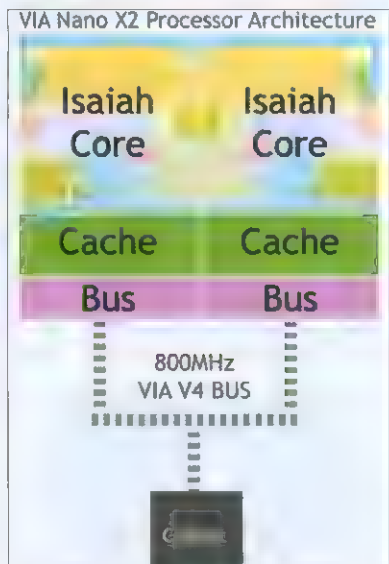 VIA Nano X2 Processor Architecture
Isaiah Isaiah
Core Core
Cache Cache
Bus Bus
800MHz
VIA V4 BUS